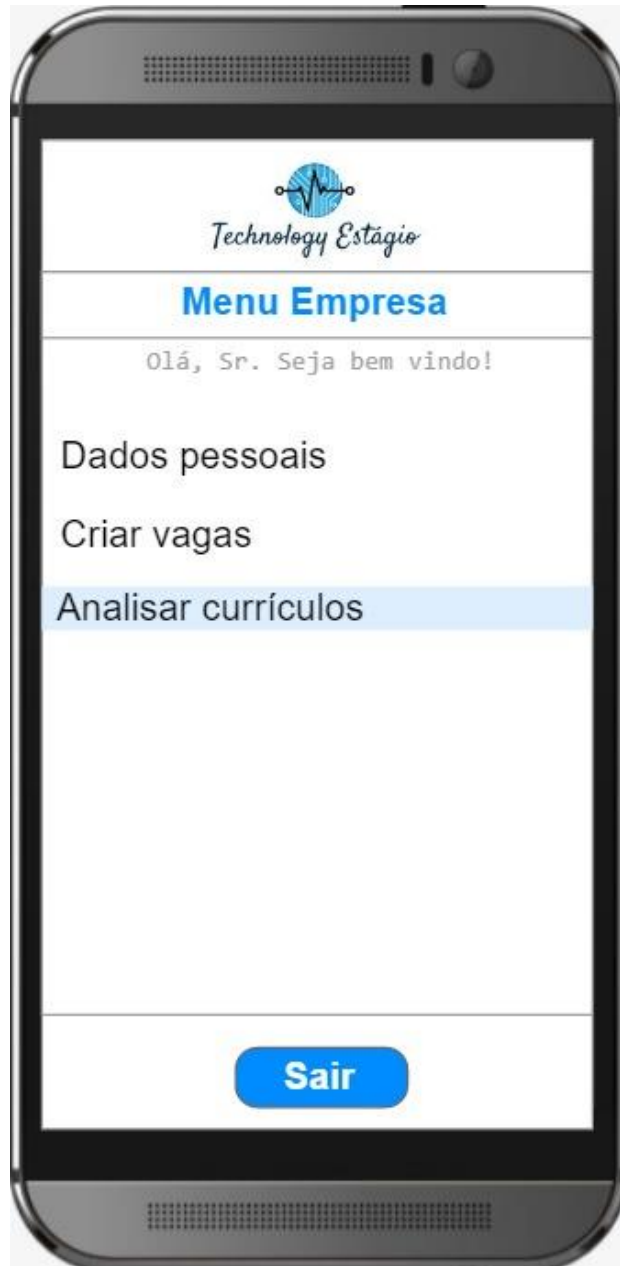 Technology Estágio
Menu Empresa
Olá, Sr. Seja bem vindo!
Dados pessoais
Criar vagas
Analisar currículos
Sair